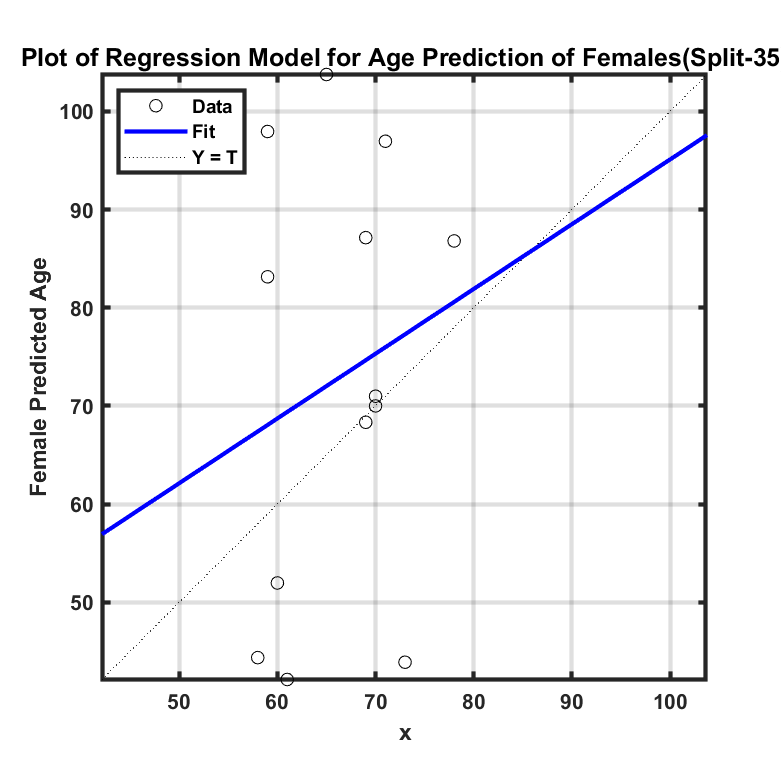 Plot of Regression Model for Age Prediction of Females(Split-35
Data
Fit
Y = T
Female Predicted Age
100
90
80
70
60
50
50 60 70 80 90 100
x